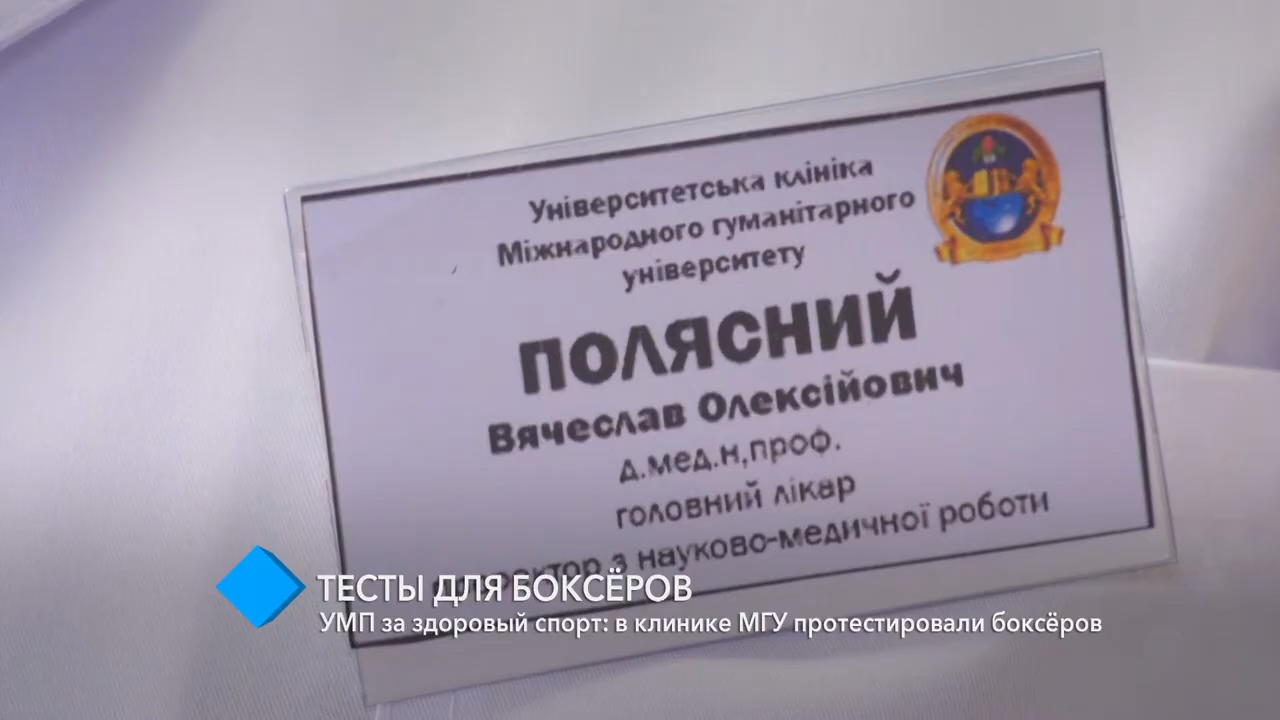 Університетська клініка
Міжнародного гуманітарного
університету
ПОЛЯСНИЙ
Вячеслав Олексійович
д.мед.н,проф.
головний лікар
з науково-медичної роботи
ТЕСТЫ ДЛЯ БОКСЁРОВ
УМП за здоровый спорт: в клинике МГУ протестировали боксёров